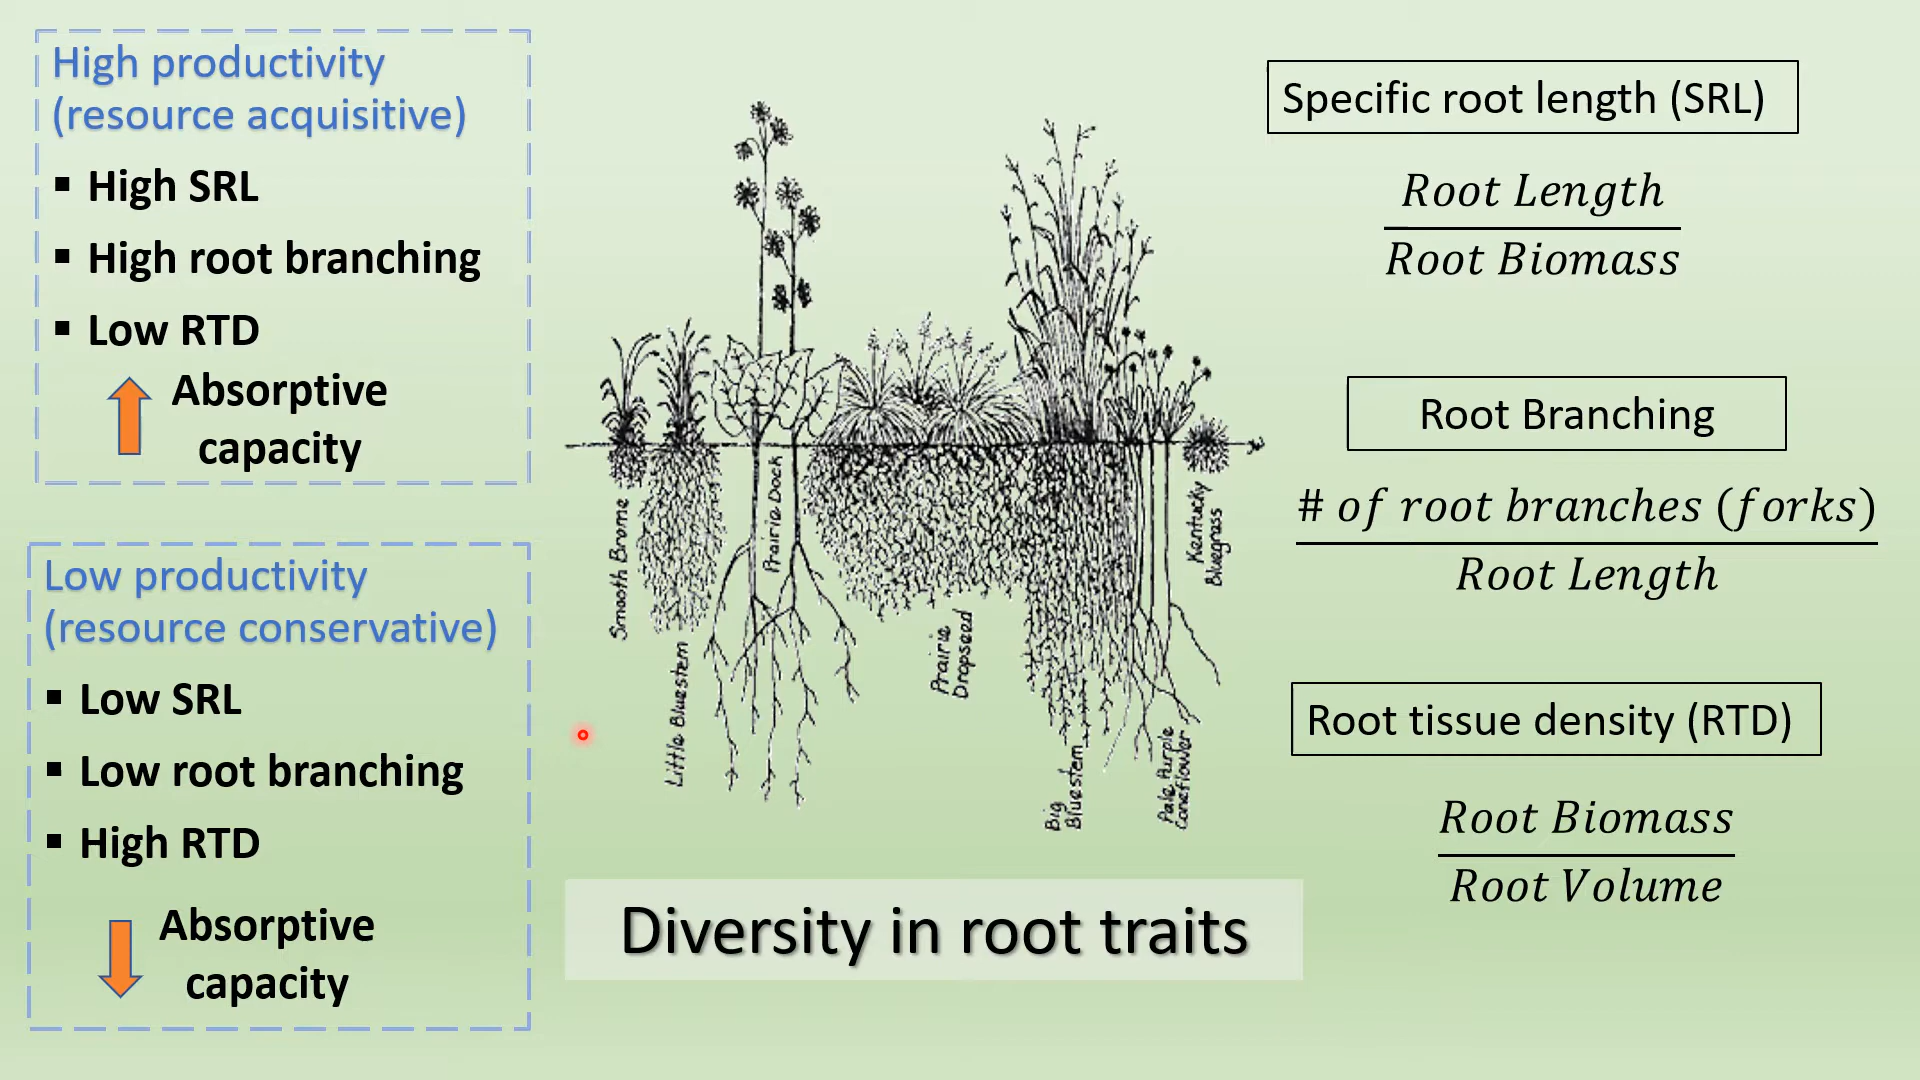 High productivity
(resource acquisitive)
▪ High SRL
▪ High root branching
▪ Low RTD
Absorptive
capacity
Low productivity
(resource conservative)
▪ Low SRL
▪ Low root branching
▪ High RTD
Absorptive
capacity
Smooth Brome
Little Bluestem
Prairie Dock
Prairie
Dropseed
Big
Bluestem
Pale Purple
Coneflower
Kentucky
Bluegrass
Diversity in root traits
Specific root length (SRL)
Root Length
Root Biomass
Root Branching
# of root branches (forks)
Root Length
Root tissue density (RTD)
Root Biomass
Root Volume